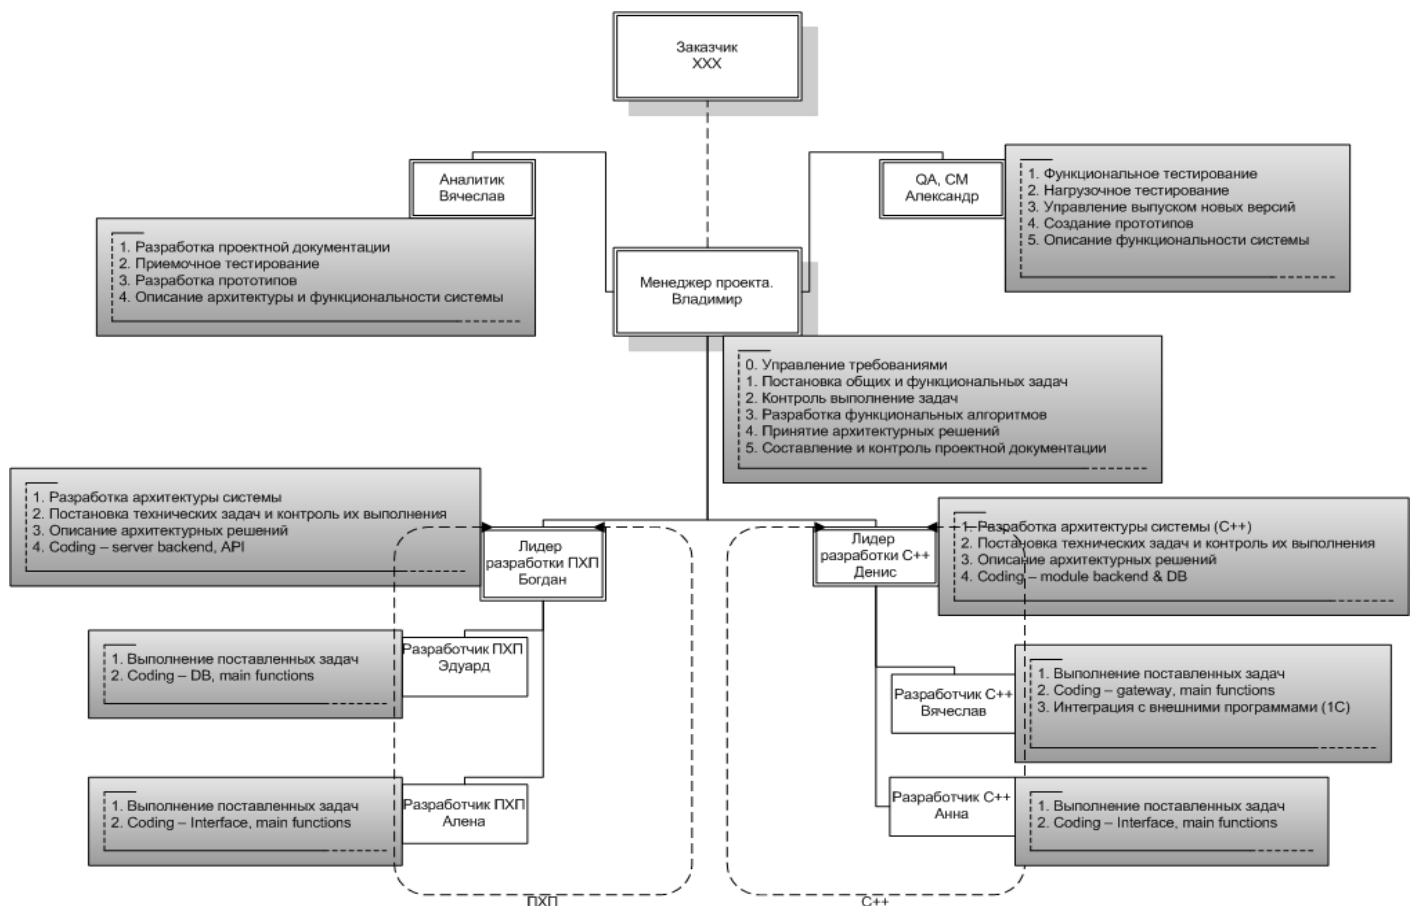 Заказчик
XXX
Аналитик
Вячеслав
QA, CM
Александр
1. Функциональное тестирование
2. Нагрузочное тестирование
3. Управление выпуском новых версий
4. Создание прототипов
5. Описание функциональности системы
1. Разработка проектной документации
2. Приемочное тестирование
3. Разработка прототипов
4. Описание архитектуры и функциональности системы
Менеджер проекта.
Владимир
0. Управление требованиями
1. Постановка общих и функциональных задач
2. Контроль выполнение задач
3. Разработка функциональных алгоритмов
4. Принятие архитектурных решений
5. Составление и контроль проектной документации
1. Разработка архитектуры системы
2. Постановка технических задач и контроль их выполнения
3. Описание архитектурных решений
4. Coding – server backend, API
Лидер
разработки ПХП
Богдан
Лидер
разработки C++
Денис
1. Разработка архитектуры системы (C++)
2. Постановка технических задач и контроль их выполнения
3. Описание архитектурных решений
4. Coding – module backend & DB
1. Выполнение поставленных задач
2. Coding – DB, main functions
Разработчик ПХП
Эдуард
Разработчик C++
Вячеслав
1. Выполнение поставленных задач
2. Coding – gateway, main functions
3. Интеграция с внешними программами (1С)
1. Выполнение поставленных задач
2. Coding – Interface, main functions
Разработчик ПХП
Алена
Разработчик C++
Анна
1. Выполнение поставленных задач
2. Coding – Interface, main functions
ПХП
C++